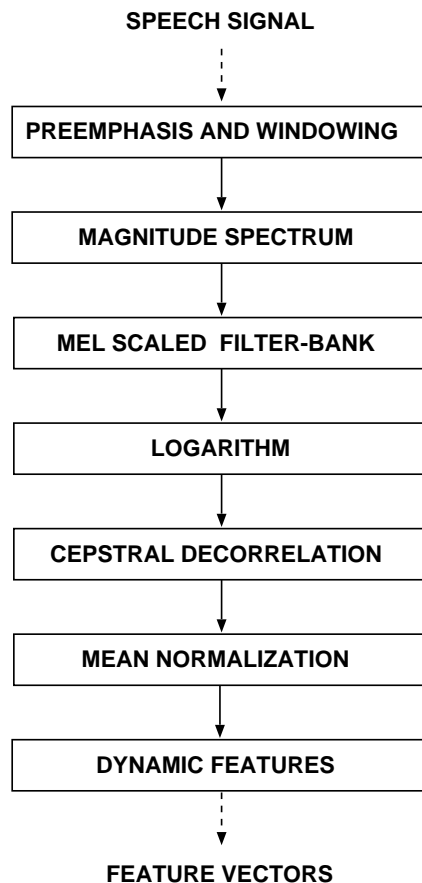 SPEECH SIGNAL
PREEMPHASIS AND WINDOWING
MAGNITUDE SPECTRUM
MEL SCALED FILTER-BANK
LOGARITHM
CEPSTRAL DECORRELATION
MEAN NORMALIZATION
DYNAMIC FEATURES
FEATURE VECTORS